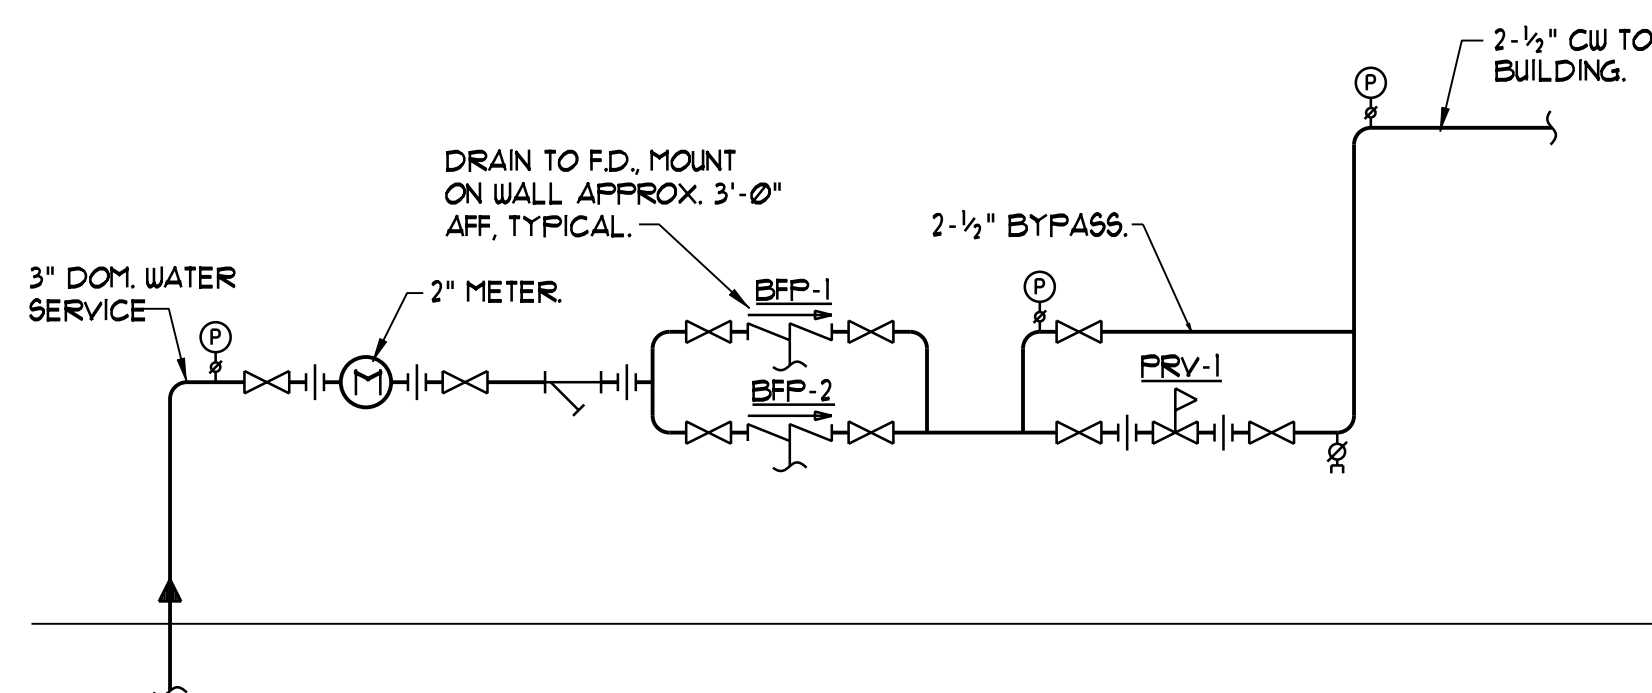 2-½" CW TO
BUILDING.
P
DRAIN TO F.D., MOUNT
ON WALL APPROX. 3'-0"
AFF, TYPICAL.
2-½" BYPASS.
3" DOM. WATER
SERVICE
2" METER.
BFP-1
P
P
PRV-1
M
BFP-2